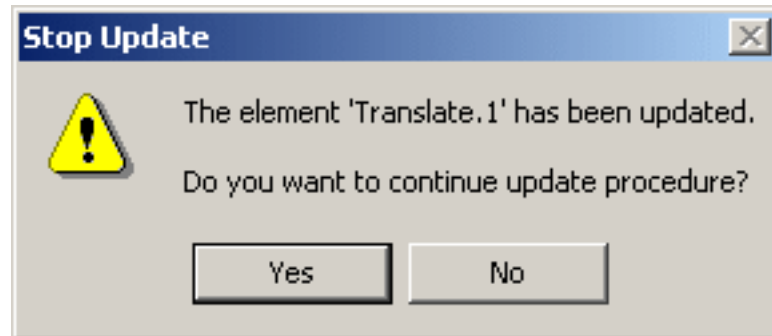 Stop Update
The element 'Translate.1' has been updated.
Do you want to continue update procedure?
Yes
No